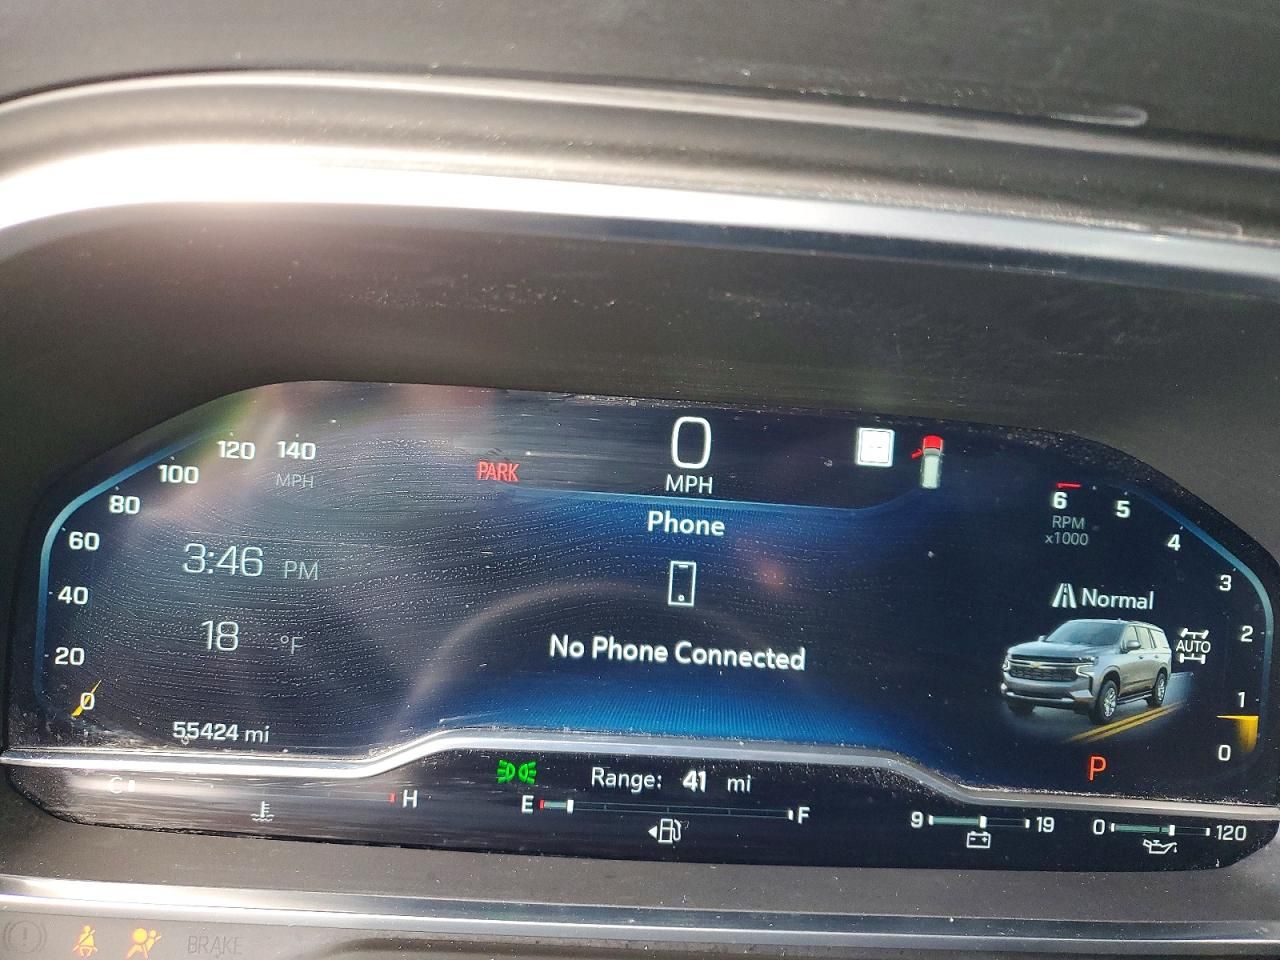 0
MPH
PARK
Phone
No Phone Connected
0
20
40
60
80
100
120
140
MPH
3:46 PM
18 °F
55424 mi
6
5
4
3
2
1
0
RPM
x1000
Normal
AUTO
P
C H
Range: 41 mi
E F
9 19
0 120
BRAKE